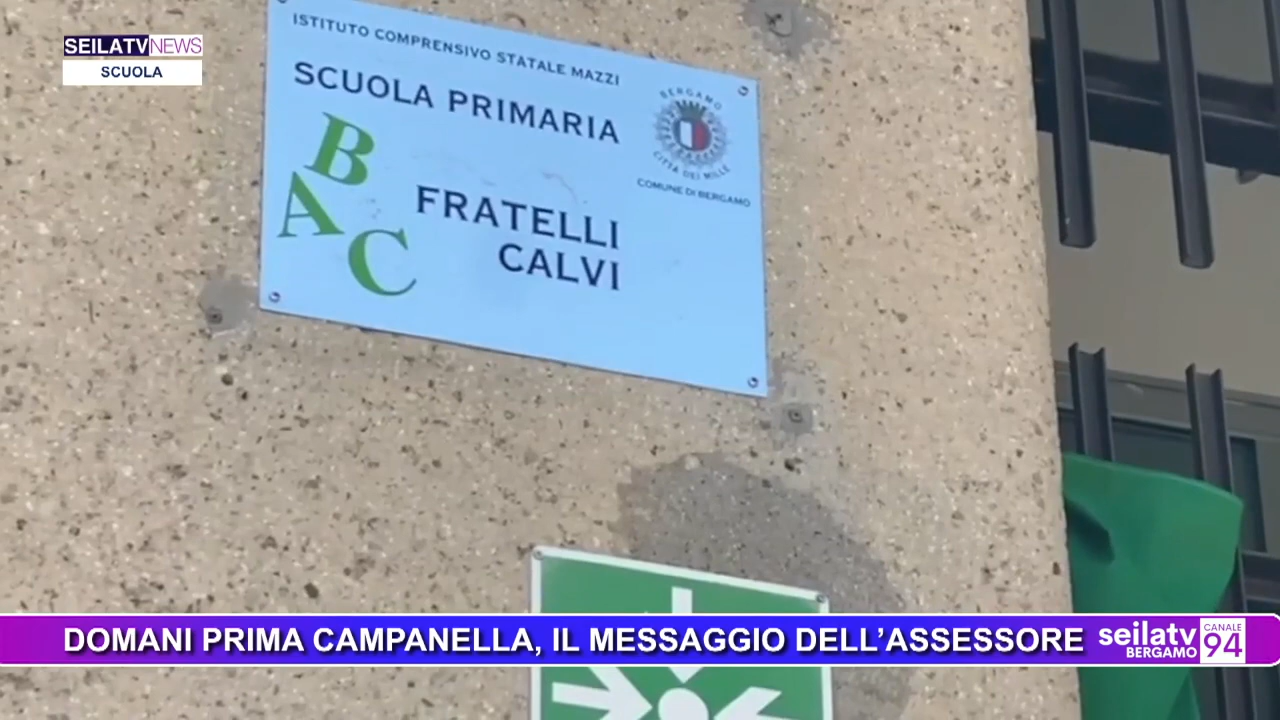 SEILATVNEWS
SCUOLA
ISTITUTO COMPRENSIVO STATALE MAZZI
SCUOLA PRIMARIA
BERGAMO
CITTÀ DEI MILLE
COMUNE DI BERGAMO
B
A
C
FRATELLI
CALVI
DOMANI PRIMA CAMPANELLA, IL MESSAGGIO DELL'ASSESSORE
seilatv
BERGAMO
CANALE
94